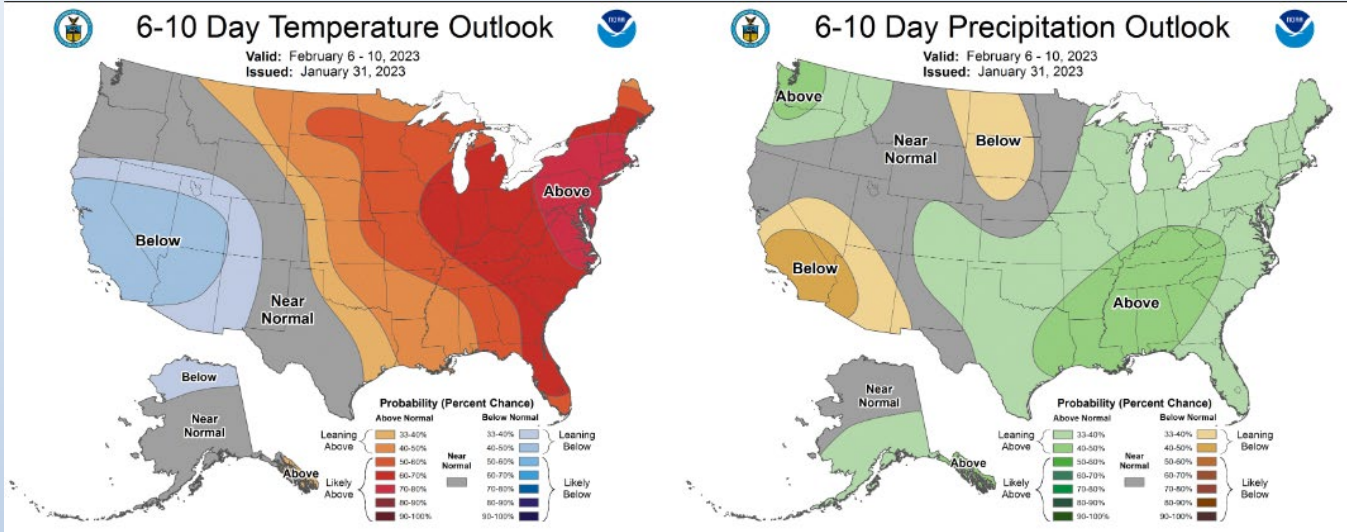 6-10 Day Temperature Outlook
Valid: February 6 - 10, 2023
Issued: January 31, 2023
Below
Above
Near
Normal
Below
Near
Normal
Above
Probability (Percent Chance)
Above Normal
Below Normal
Leaning
Above
33-40%
40-50%
Near
Normal
33-40%
40-50%
Leaning
Below
Likely
Above
50-60%
60-70%
70-80%
80-90%
90-100%
50-60%
60-70%
70-80%
80-90%
90-100%
Likely
Below
NOAA
6-10 Day Precipitation Outlook
Valid: February 6 - 10, 2023
Issued: January 31, 2023
NOAA
Above
Near
Normal
Below
Below
Above
Near
Normal
Above
Probability (Percent Chance)
Above Normal
Below Normal
Leaning
Above
33-40%
40-50%
Near
Normal
33-40%
40-50%
Leaning
Below
Likely
Above
50-60%
60-70%
70-80%
80-90%
90-100%
50-60%
60-70%
70-80%
80-90%
90-100%
Likely
Below